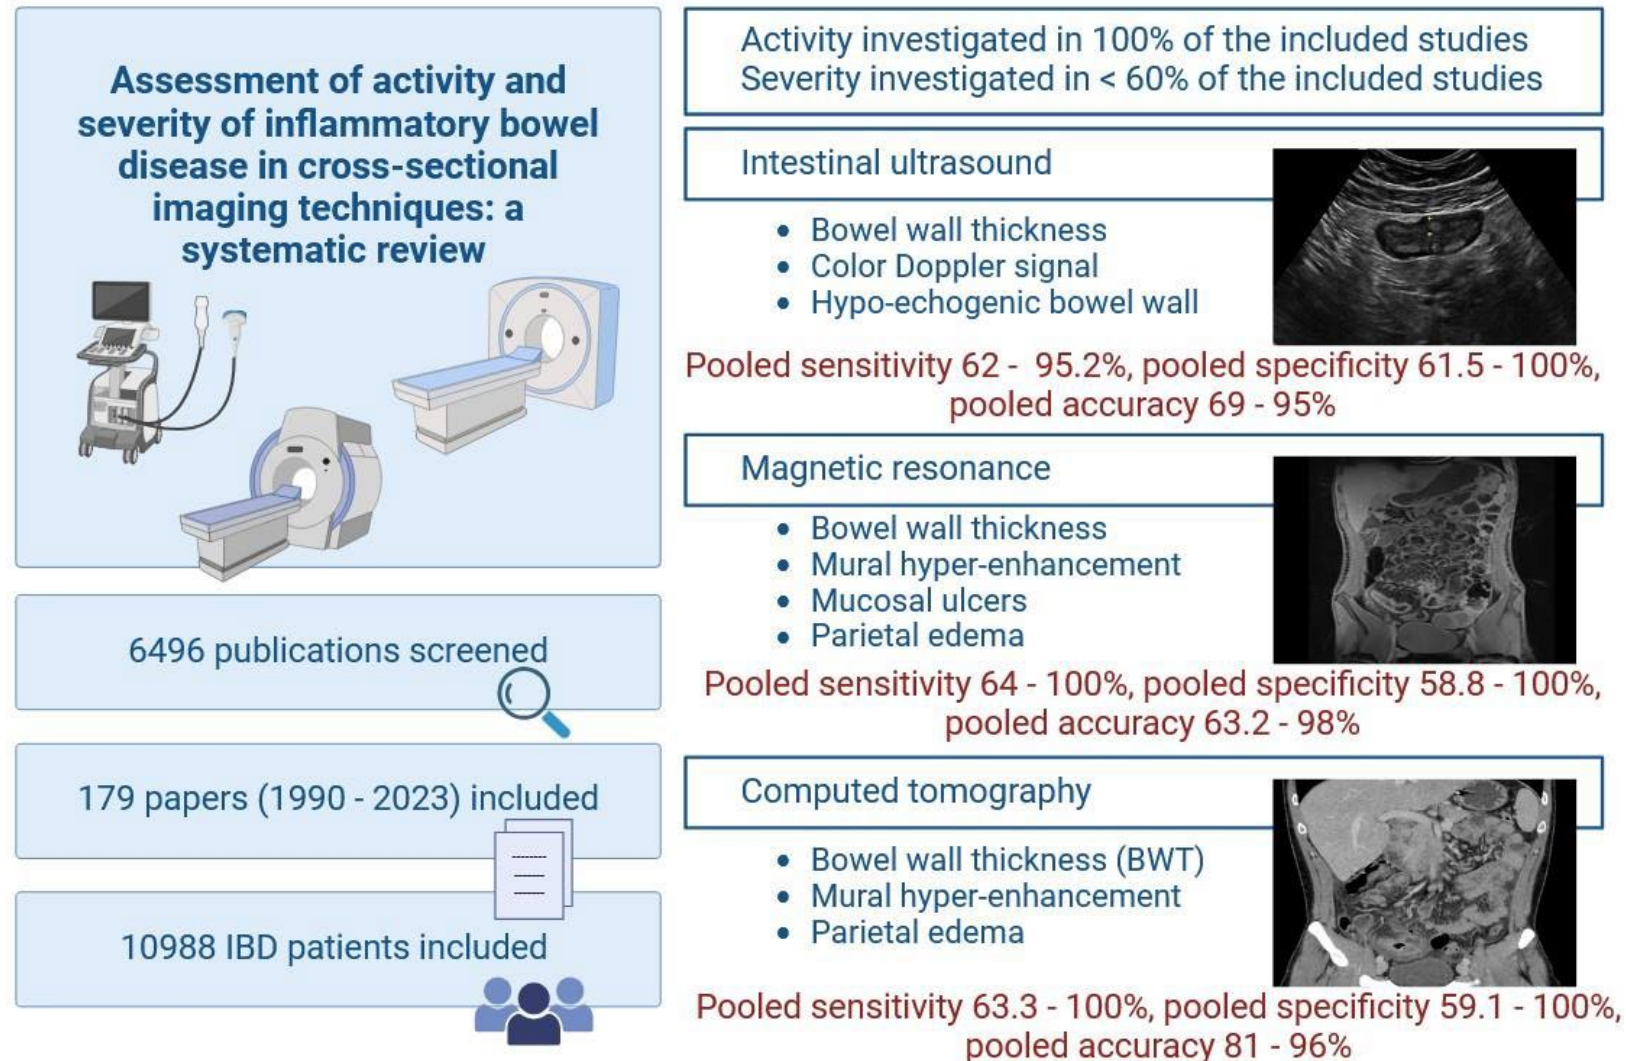 Assessment of activity and
severity of inflammatory bowel
disease in cross-sectional
imaging techniques: a
systematic review
6496 publications screened
179 papers (1990 - 2023) included
10988 IBD patients included
Activity investigated in 100% of the included studies
Severity investigated in < 60% of the included studies
Intestinal ultrasound
• Bowel wall thickness
• Color Doppler signal
• Hypo-echogenic bowel wall
Pooled sensitivity 62 -  95.2%, pooled specificity 61.5 - 100%,
pooled accuracy 69 - 95%
Magnetic resonance
• Bowel wall thickness
• Mural hyper-enhancement
• Mucosal ulcers
• Parietal edema
Pooled sensitivity 64 - 100%, pooled specificity 58.8 - 100%,
pooled accuracy 63.2 - 98%
Computed tomography
• Bowel wall thickness (BWT)
• Mural hyper-enhancement
• Parietal edema
Pooled sensitivity 63.3 - 100%, pooled specificity 59.1 - 100%,
pooled accuracy 81 - 96%